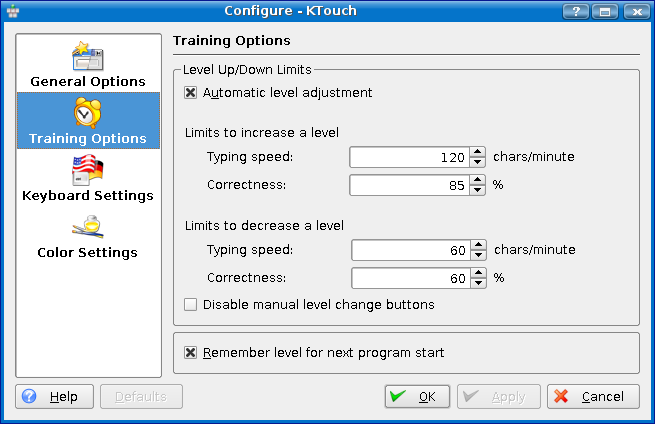 Configure - KTouch
General Options
Training Options
Keyboard Settings
Color Settings
Training Options
Level Up/Down Limits
Automatic level adjustment
Limits to increase a level
Typing speed: 120 chars/minute
Correctness: 85 %
Limits to decrease a level
Typing speed: 60 chars/minute
Correctness: 60 %
Disable manual level change buttons
Remember level for next program start
Help Defaults OK Apply Cancel